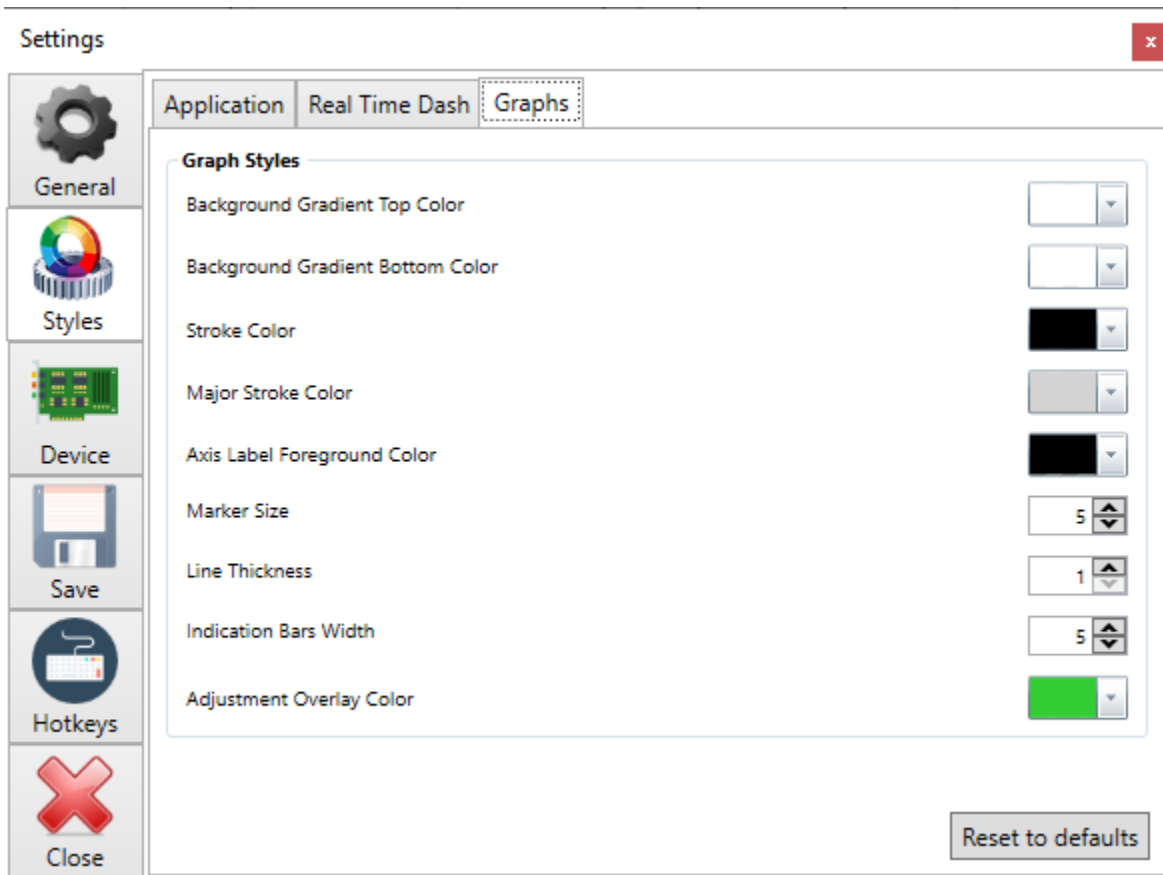 Settings
x
General
Styles
Device
Save
Hotkeys
Close
Application Real Time Dash Graphs
Graph Styles
Background Gradient Top Color
Background Gradient Bottom Color
Stroke Color
Major Stroke Color
Axis Label Foreground Color
Marker Size 5
Line Thickness 1
Indication Bars Width 5
Adjustment Overlay Color
Reset to defaults